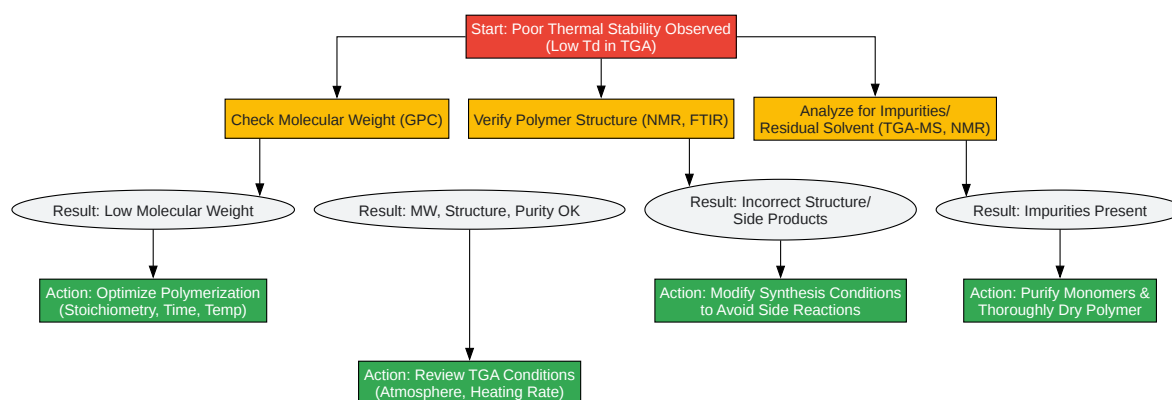 Start: Poor Thermal Stability Observed
(Low Td in TGA)
Check Molecular Weight (GPC)
Verify Polymer Structure (NMR, FTIR)
Analyze for Impurities/
Residual Solvent (TGA-MS, NMR)
Result: Low Molecular Weight
Result: MW, Structure, Purity OK
Result: Incorrect Structure/
Side Products
Result: Impurities Present
Action: Optimize Polymerization
(Stoichiometry, Time, Temp)
Action: Modify Synthesis Conditions
to Avoid Side Reactions
Action: Purify Monomers &
Thoroughly Dry Polymer
Action: Review TGA Conditions
(Atmosphere, Heating Rate)